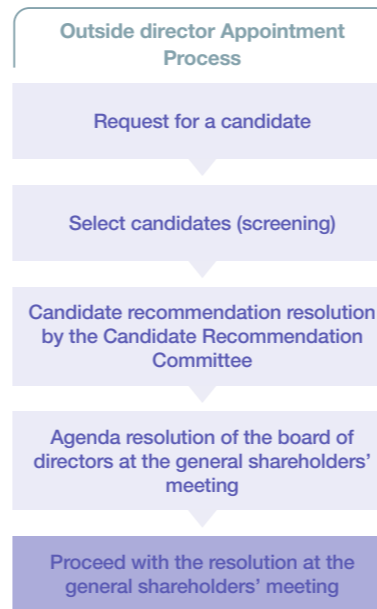 Outside director Appointment
Process
Request for a candidate
Select candidates (screening)
Candidate recommendation resolution
by the Candidate Recommendation
Committee
Agenda resolution of the board of
directors at the general shareholders’
meeting
Proceed with the resolution at the
general shareholders’ meeting